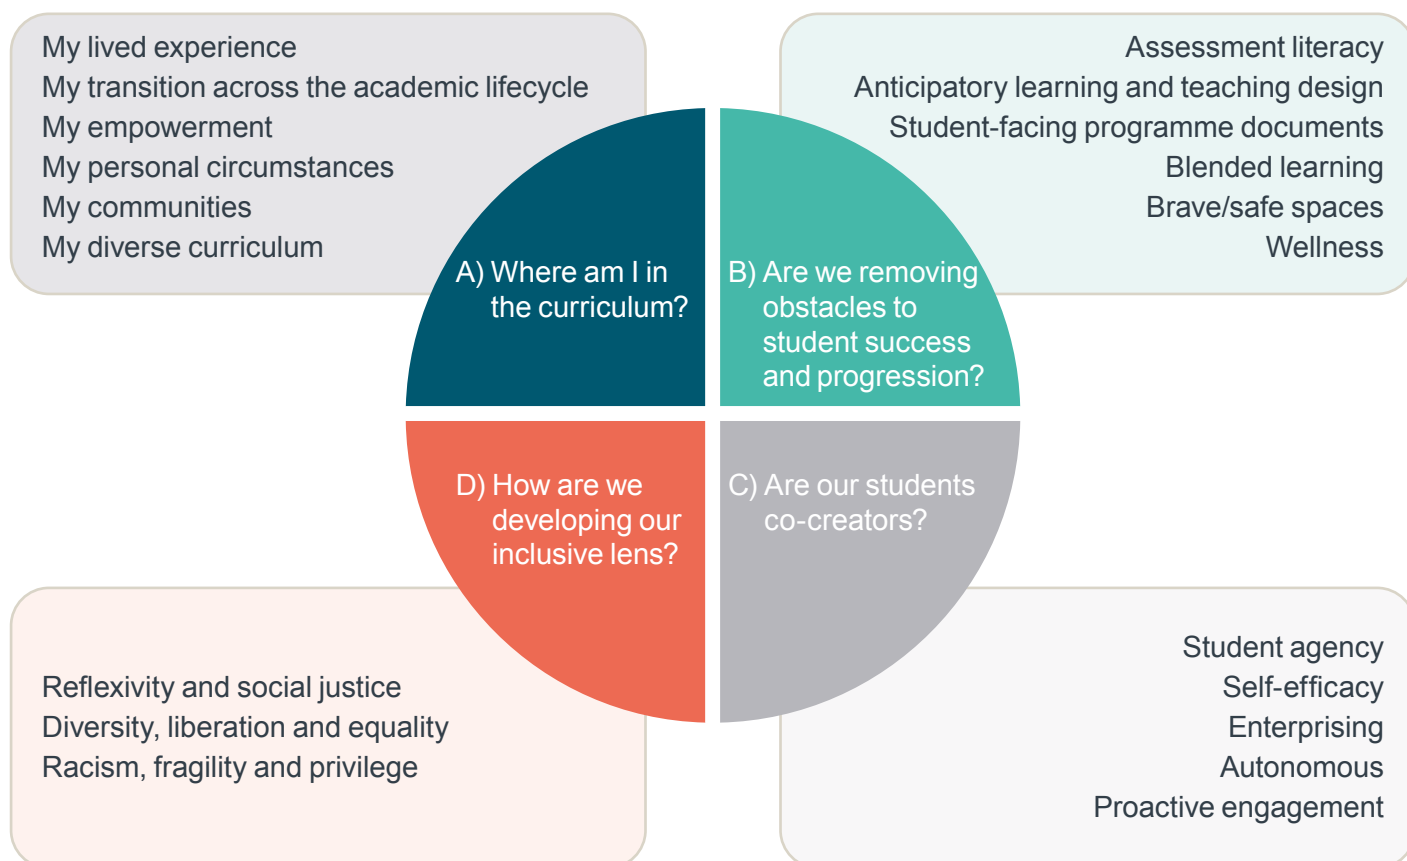 My lived experience
My transition across the academic lifecycle
My empowerment
My personal circumstances
My communities
My diverse curriculum
Assessment literacy
Anticipatory learning and teaching design
Student-facing programme documents
Blended learning
Brave/safe spaces
Wellness
A) Where am I in
the curriculum?
B) Are we removing
obstacles to
student success
and progression?
D) How are we
developing our
inclusive lens?
C) Are our students
co-creators?
Reflexivity and social justice
Diversity, liberation and equality
Racism, fragility and privilege
Student agency
Self-efficacy
Enterprising
Autonomous
Proactive engagement